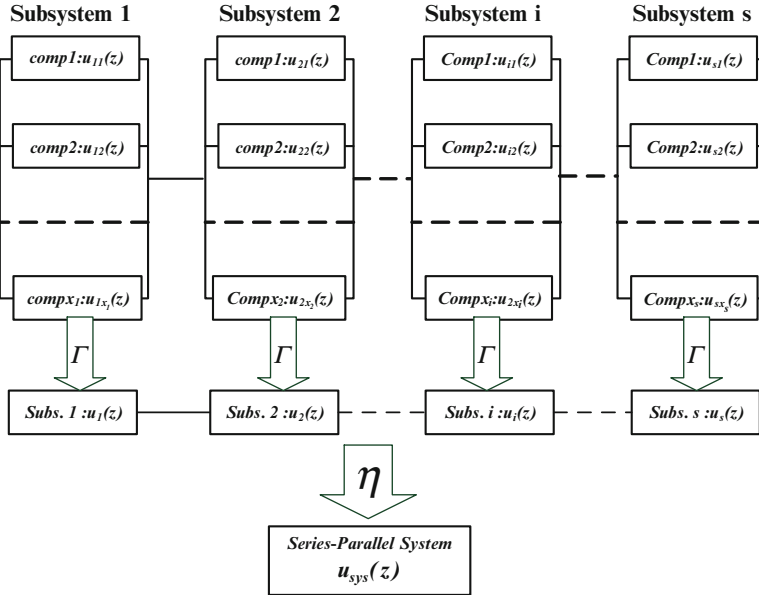 Subsystem 1 Subsystem 2 Subsystem i Subsystem s
comp1:u11(z) comp1:u21(z) Comp1:ui1(z) Comp1:us1(z)
comp2:u12(z) comp2:u22(z) Comp2:ui2(z) Comp2:us2(z)
compx1:u1x1(z) Compx2:u2x2(z) Compxi:u2xi(z) Compxs:usxs(z)
Γ Γ Γ Γ
Subs. 1 :u1(z) Subs. 2 :u2(z) Subs. i :ui(z) Subs. s :us(z)
η
Series-Parallel System
usys(z)